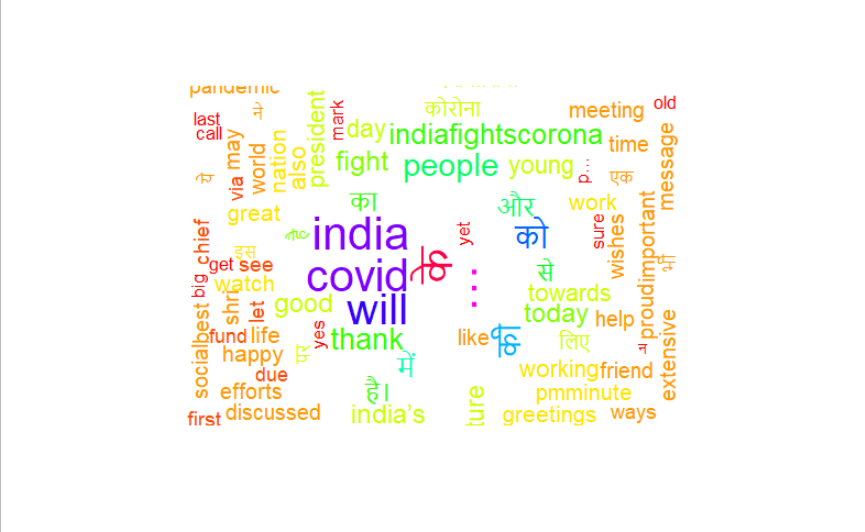 pandemic
last
call
ने
mark
president
day
कोरोना
meeting
old
indiafightscorona
time
may
via
world
nation
also
fight
people
young
p...
एक
message
great
का
और
work
chief
india
yet
को
sure
wishes
important
proud
इस
get see
watch
covid
के
...
से
भी
big
shri
let
good
will
towards
today
help
best
social
fund life
yes
thank
like
की
लिए
happy
पर
में
working friend
due
efforts
है।
pm minute
extensive
first discussed
india's
ture
greetings
ways